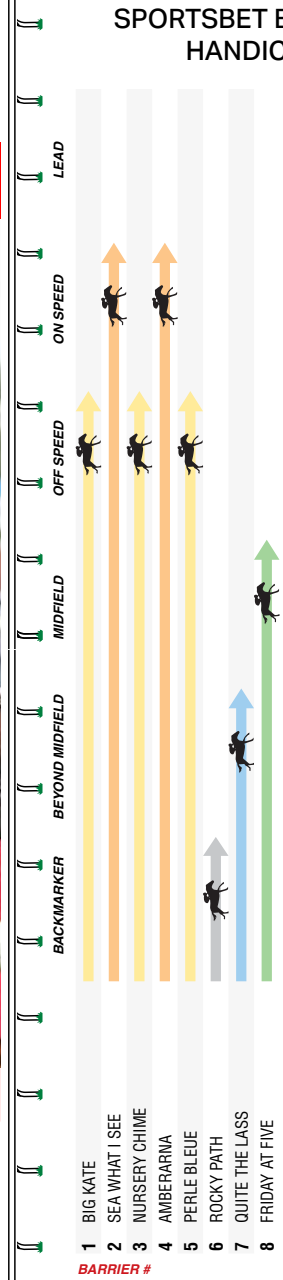 SPORTSBET E
HANDIC
LEAD
ON SPEED
OFF SPEED
MIDFIELD
BEYOND MIDFIELD
BACKMARKER
1 BIG KATE
2 SEA WHAT I SEE
3 NURSERY CHIME
4 AMBERARNA
5 PERLE BLEUE
6 ROCKY PATH
7 QUITE THE LASS
8 FRIDAY AT FIVE
BARRIER #